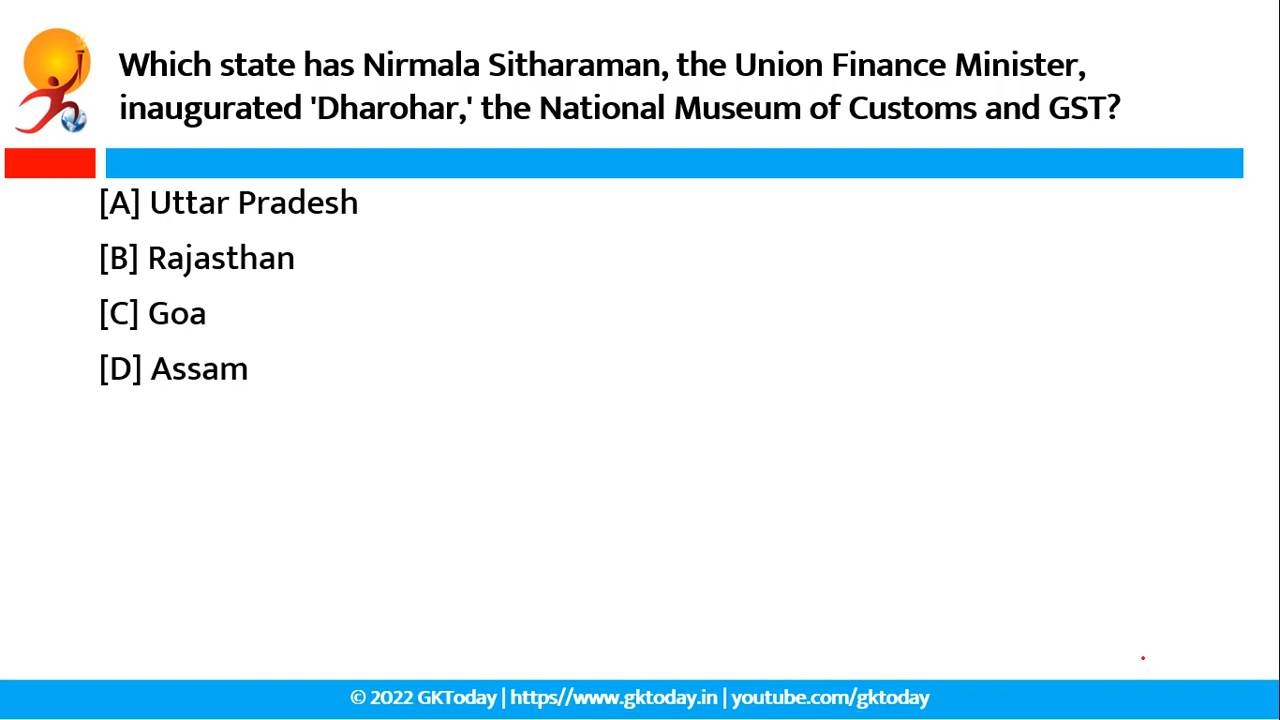 Which state has Nirmala Sitharaman, the Union Finance Minister,
inaugurated 'Dharohar,' the National Museum of Customs and GST?
[A] Uttar Pradesh
[B] Rajasthan
[C] Goa
[D] Assam
© 2022 GKToday | https//www.gktoday.in | youtube.com/gktoday